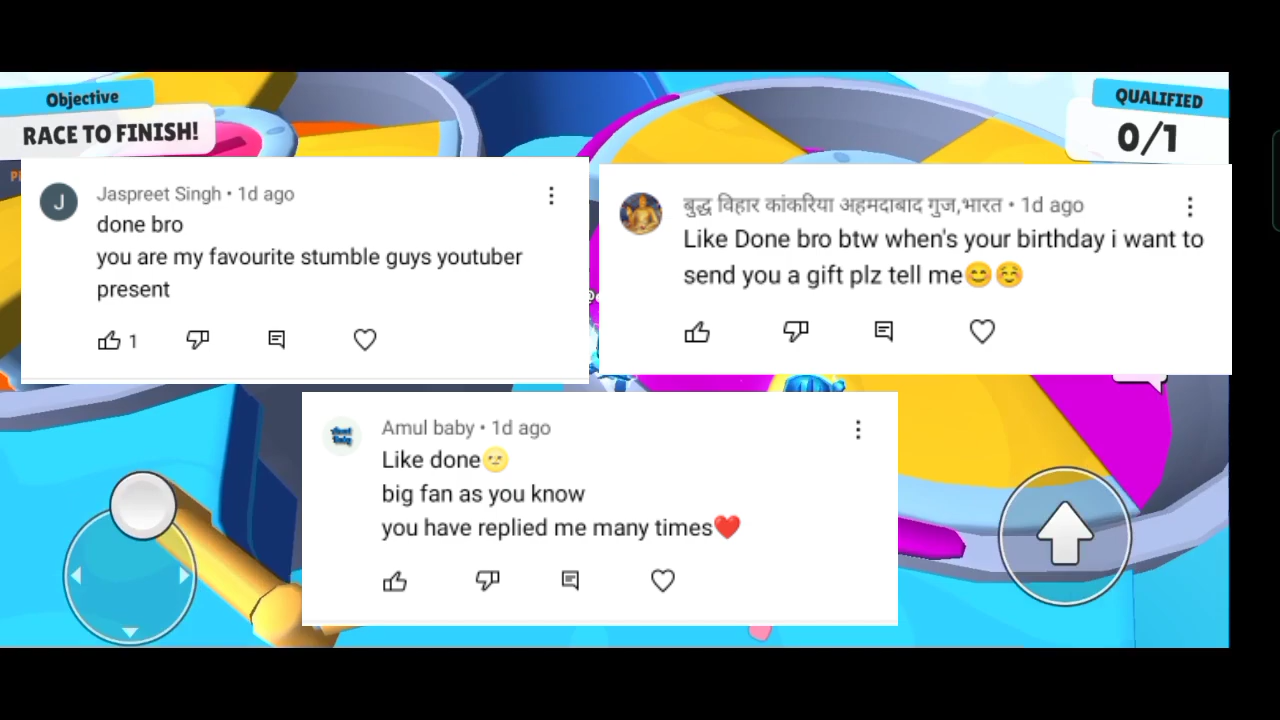 Objective
RACE TO FINISH!
QUALIFIED
0/1
J
Jaspreet Singh • 1d ago
done bro
you are my favourite stumble guys youtuber
present
1
बुद्ध विहार कांकरिया अहमदाबाद गुज,भारत • 1d ago
Like Done bro btw when's your birthday i want to
send you a gift plz tell me😊☺️
Amul baby • 1d ago
Like done🫥
big fan as you know
you have replied me many times❤️